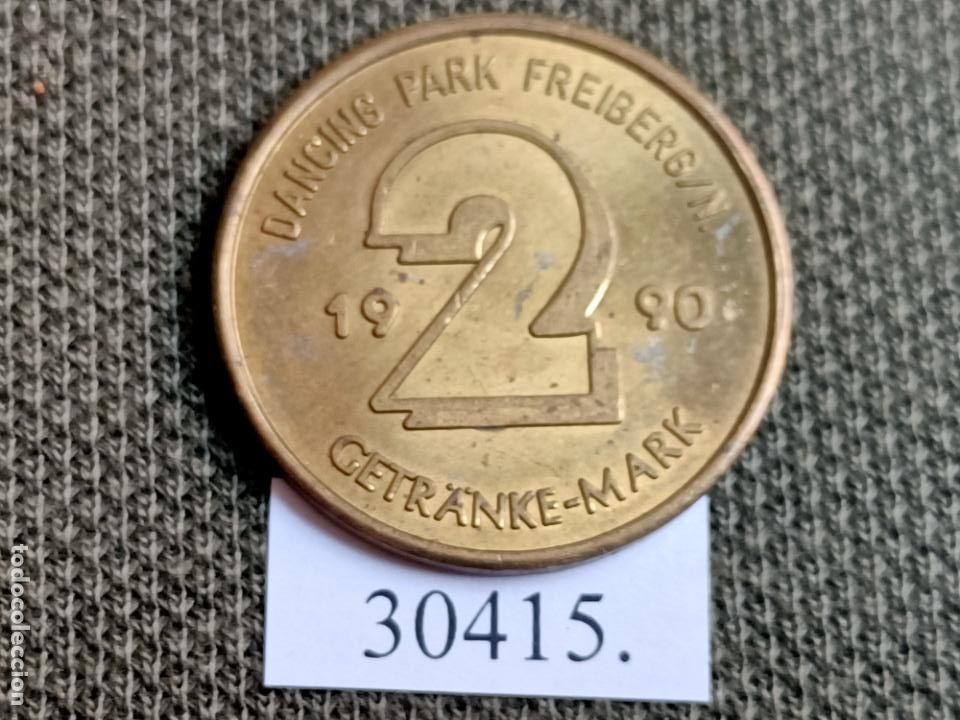 DANCING PARK FREIBERG/N.
2
19 90
GETRÄNKE-MARK
30415.
todocoleccion